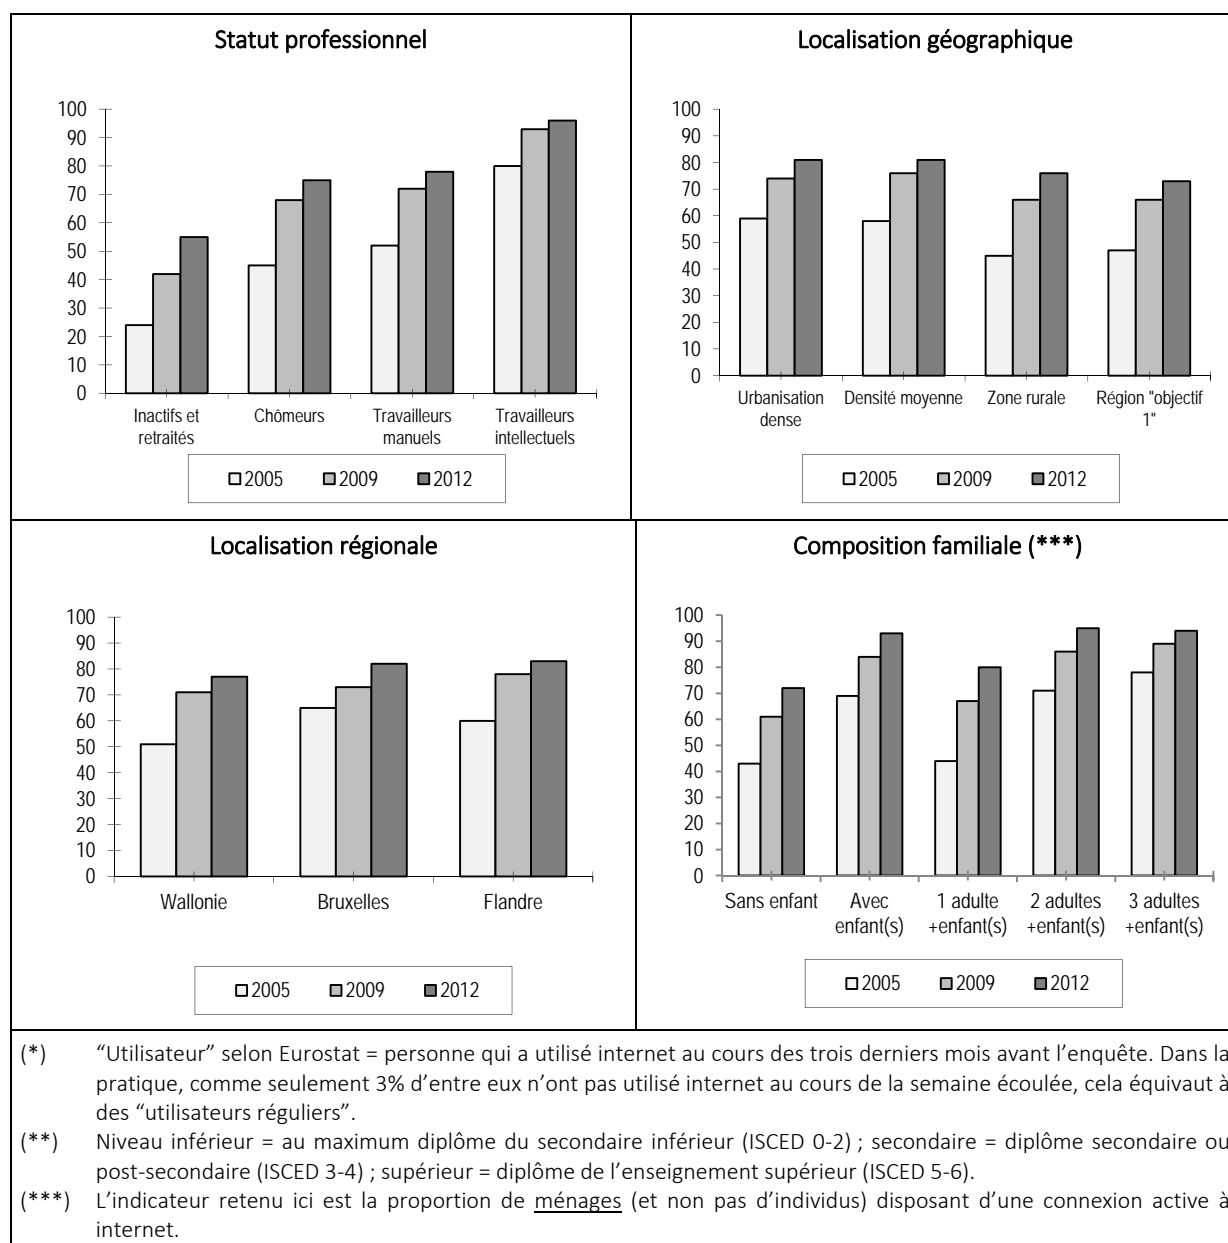 Statut professionnel
100
90
80
70
60
50
40
30
20
10
0
Inactifs et
retraités
Chômeurs
Travailleurs
manuels
Travailleurs
intellectuels
2005 2009 2012
Localisation géographique
100
90
80
70
60
50
40
30
20
10
0
Urbanisation
dense
Densité moyenne
Zone rurale
Région "objectif
1"
2005 2009 2012
Localisation régionale
100
90
80
70
60
50
40
30
20
10
0
Wallonie
Bruxelles
Flandre
2005 2009 2012
Composition familiale (***)
100
90
80
70
60
50
40
30
20
10
0
Sans enfant
Avec
enfant(s)
1 adulte
+enfant(s)
2 adultes
+enfant(s)
3 adultes
+enfant(s)
2005 2009 2012
(*) “Utilisateur” selon Eurostat = personne qui a utilisé internet au cours des trois derniers mois avant l’enquête. Dans la
pratique, comme seulement 3% d’entre eux n’ont pas utilisé internet au cours de la semaine écoulée, cela équivaut à
des “utilisateurs réguliers”.
(**) Niveau inférieur = au maximum diplôme du secondaire inférieur (ISCED 0-2) ; secondaire = diplôme secondaire ou
post-secondaire (ISCED 3-4) ; supérieur = diplôme de l’enseignement supérieur (ISCED 5-6).
(***) L’indicateur retenu ici est la proportion de ménages (et non pas d’individus) disposant d’une connexion active à
internet.